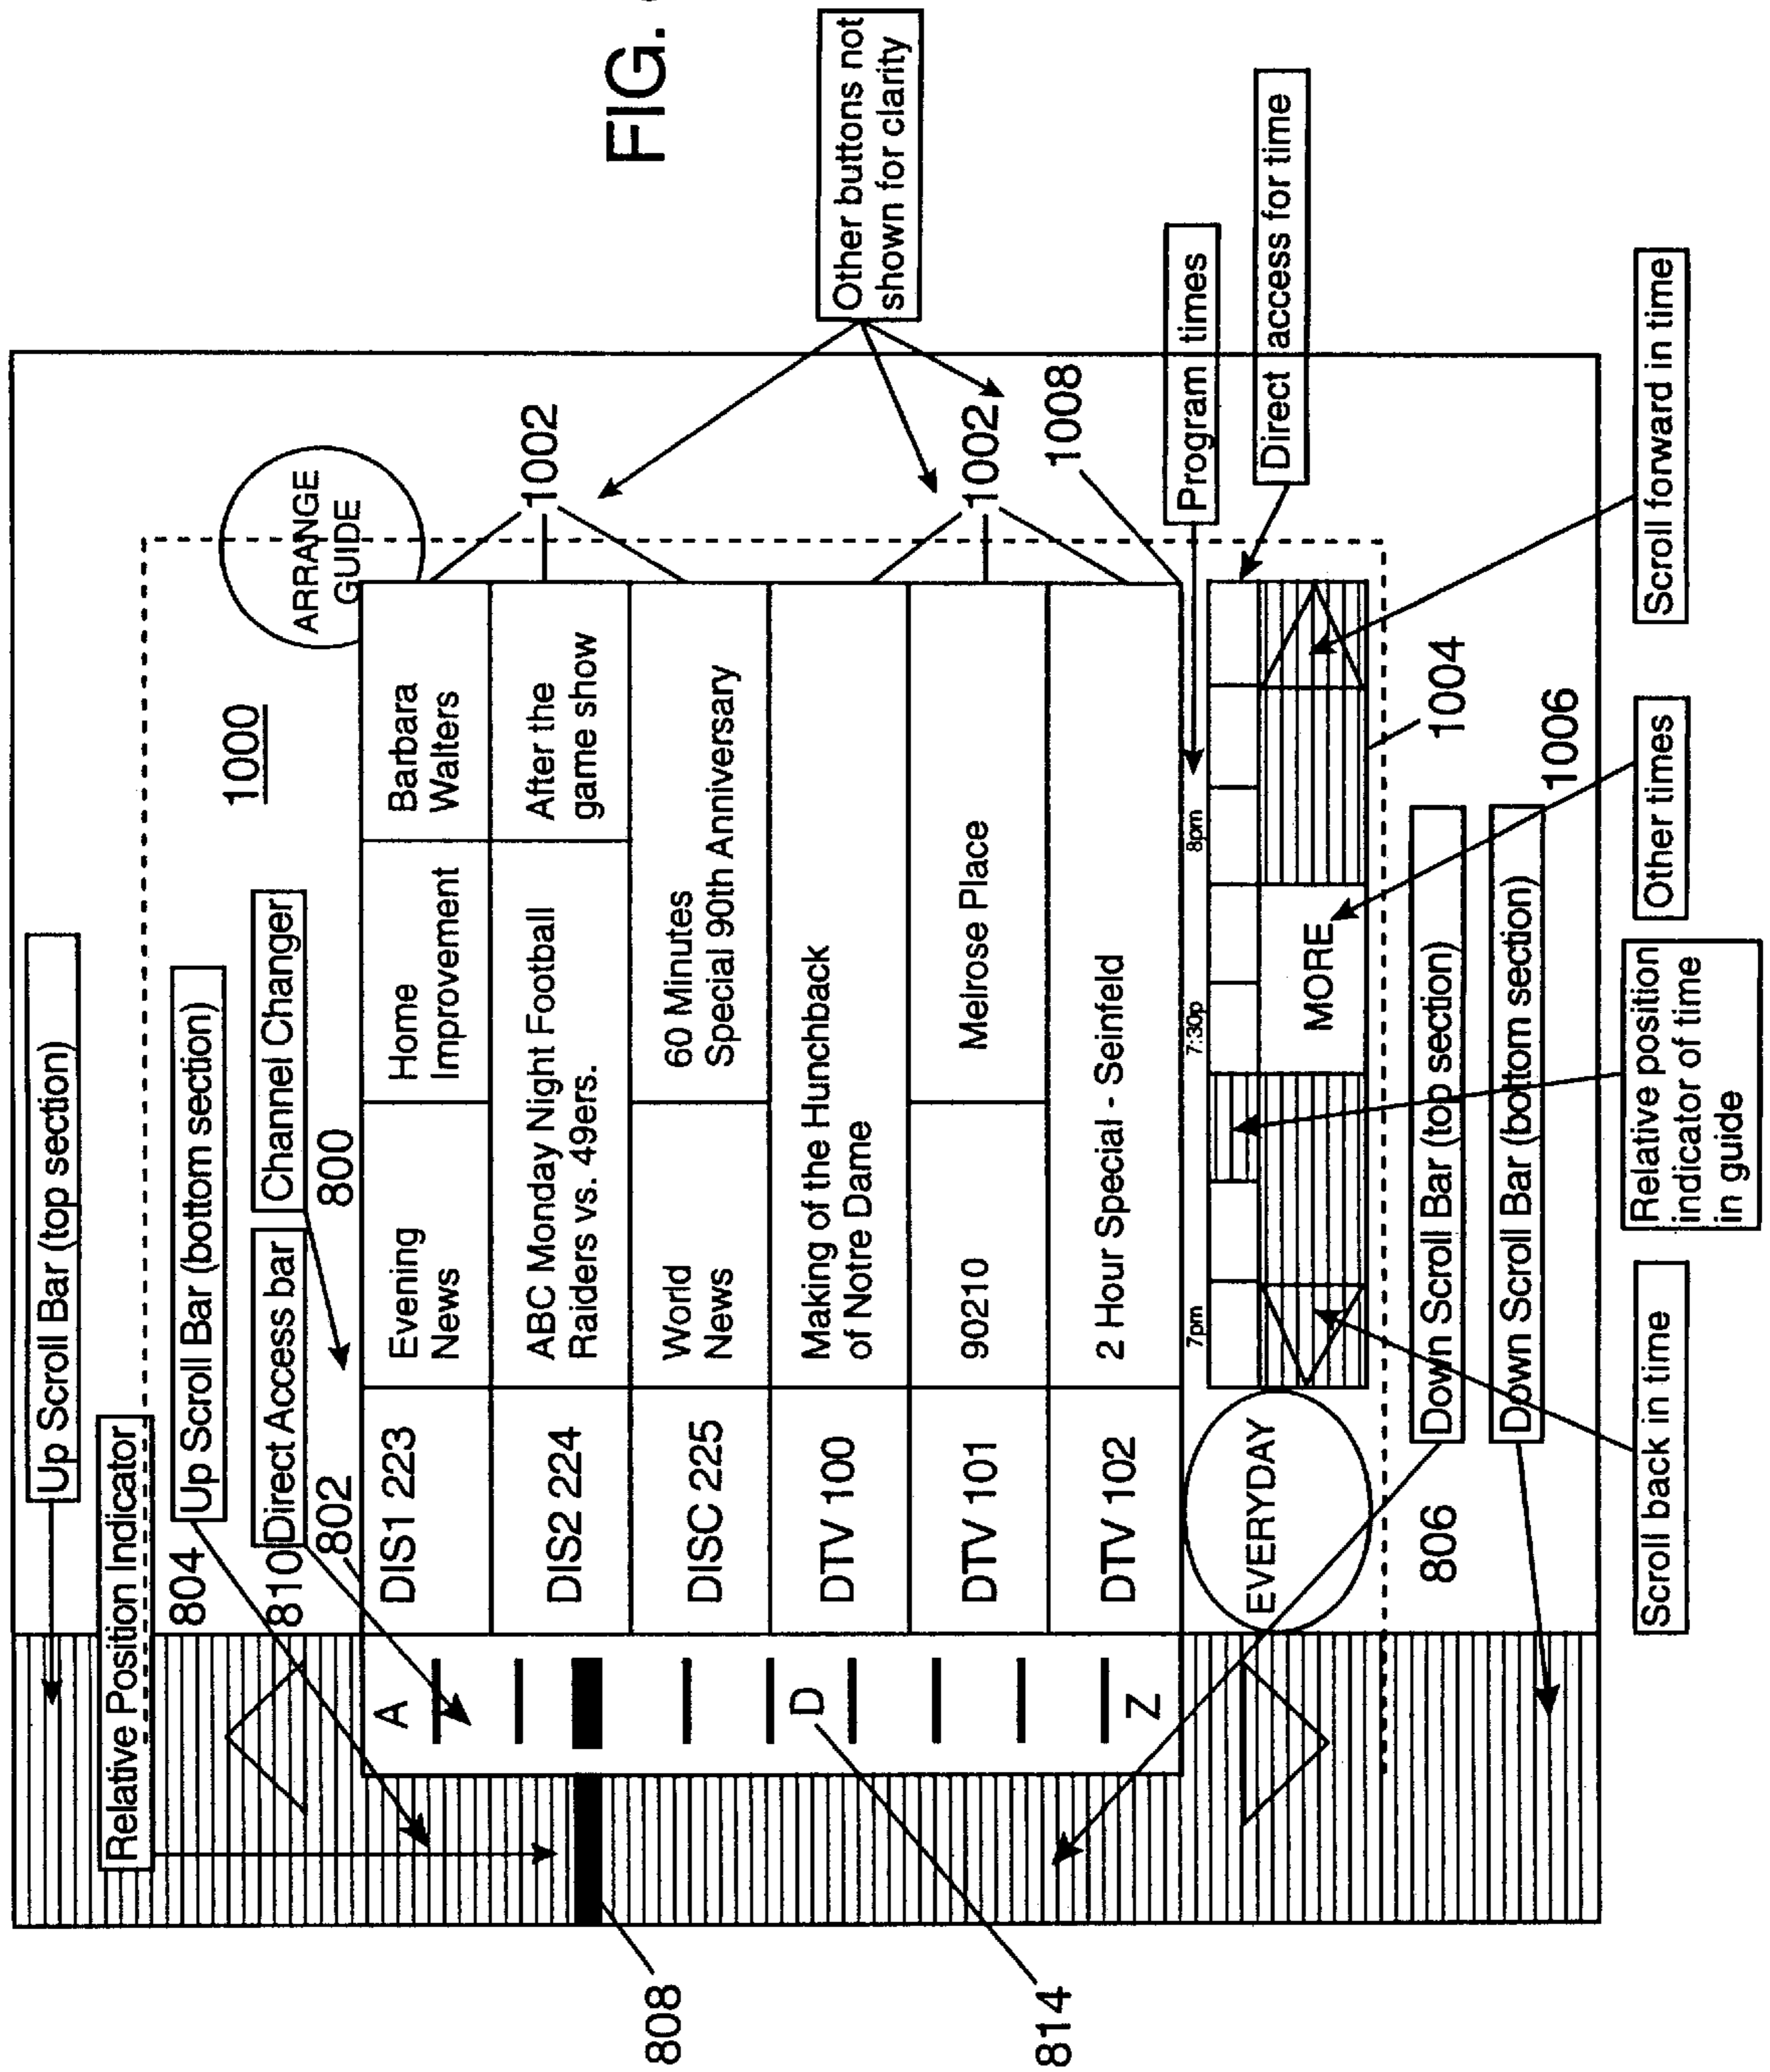 Up Scroll Bar (top section)
Relative Position Indicator
804
Up Scroll Bar (bottom section)
1000
ARRANGE
GUIDE
810
Direct Access bar
Channel Changer
802
800
A
DIS1 223
Evening
News
Home
Improvement
Barbara
Walters
1002
DIS2 224
ABC Monday Night Football
Raiders vs. 49ers.
After the
game show
808
DISC 225
World
News
60 Minutes
Special 90th Anniversary
FIG.
D
DTV 100
Making of the Hunchback
of Notre Dame
Other buttons not
shown for clarity
DTV 101
90210
Melrose Place
1002
814
Z
DTV 102
2 Hour Special - Seinfeld
1008
7pm
7:30p
8pm
Program times
EVERYDAY
MORE
Direct access for time
806
Down Scroll Bar (top section)
1004
Down Scroll Bar (bottom section)
1006
Scroll back in time
Relative position
indicator of time
in guide
Other times
Scroll forward in time